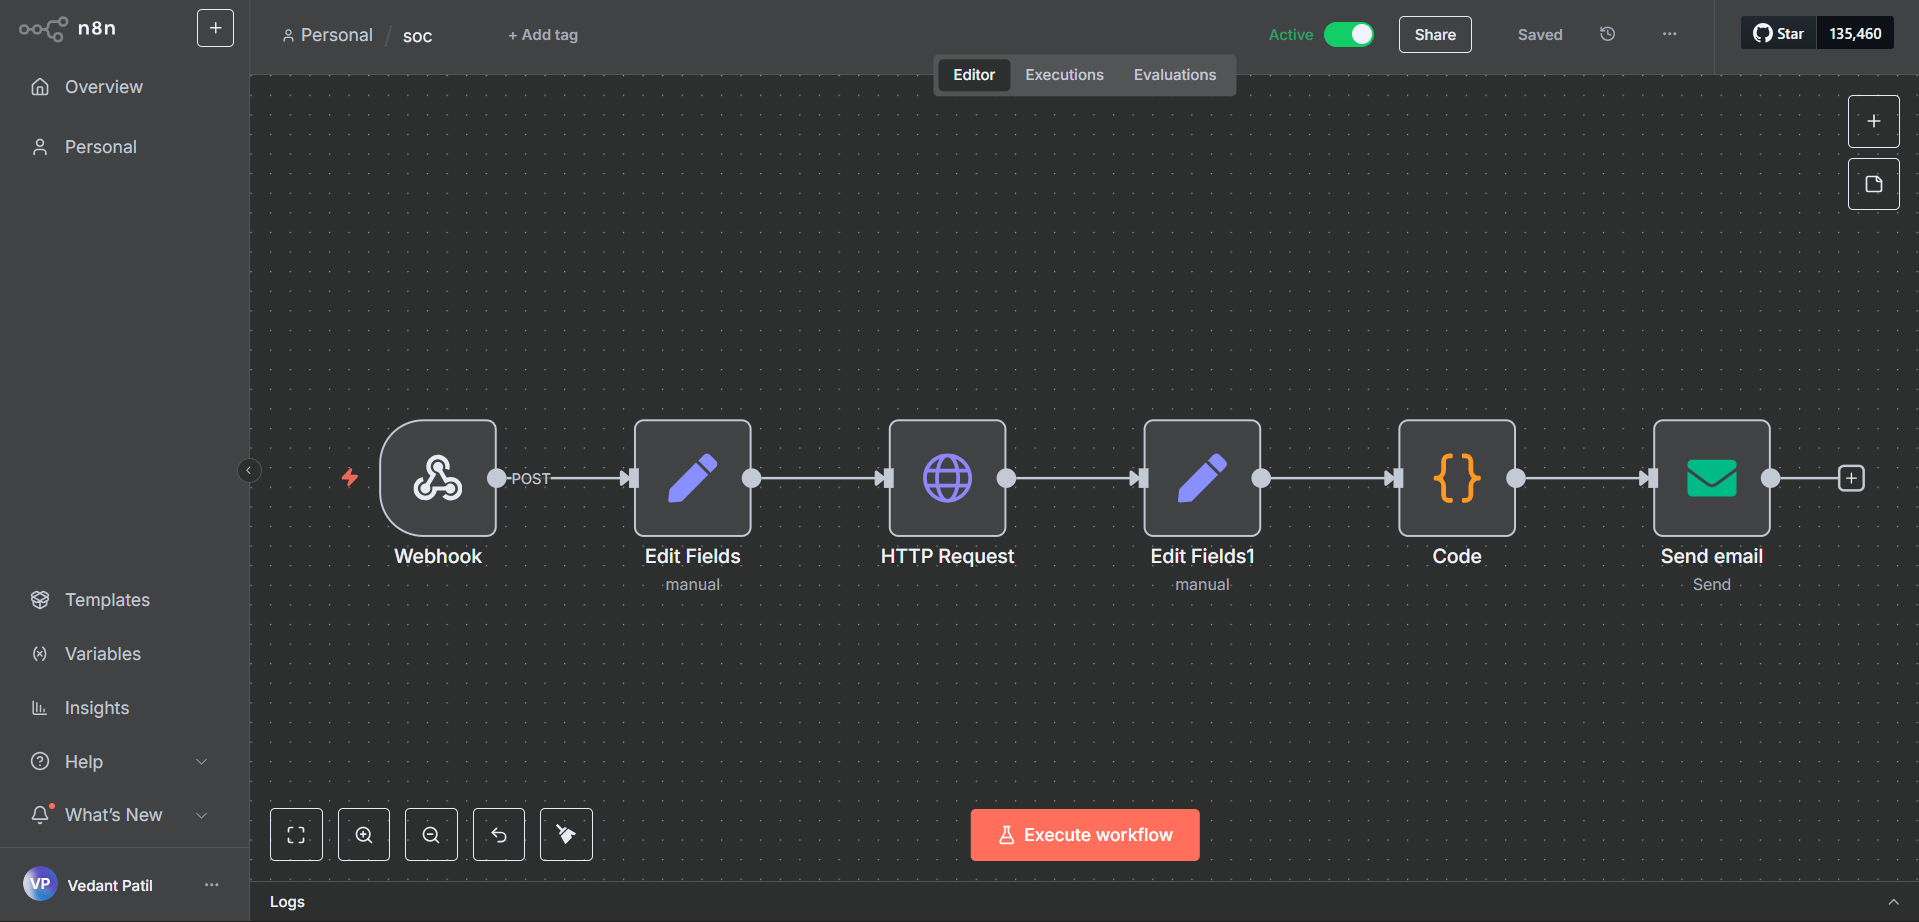 n8n
Personal / soc
+ Add tag
Active
Share
Saved
Star 135,460
Editor Executions Evaluations
Overview
Personal
POST
Webhook
Edit Fields
manual
HTTP Request
Edit Fields1
manual
Code
Send email
Send
Templates
Variables
Insights
Help
What's New
Execute workflow
VP Vedant Patil
Logs